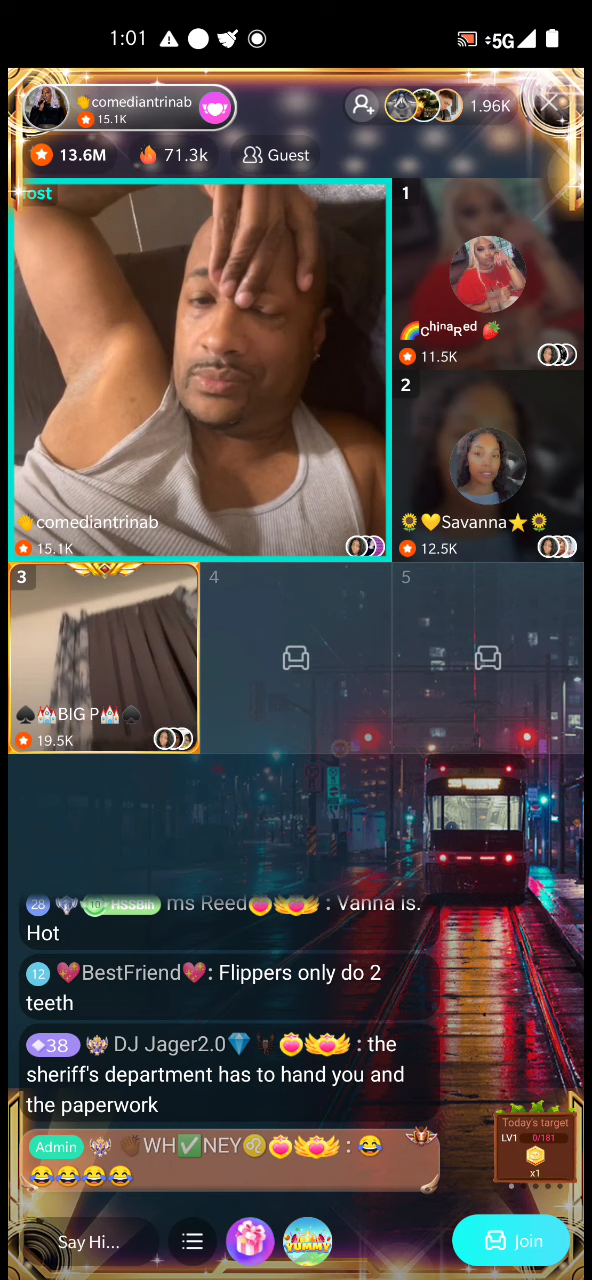 1:01
5G
👋comediantrinab
15.1K
1.96K
13.6M
71.3k
Guest
ost
1
🌈cʰⁱⁿᵃRᵉᵈ 🍓
11.5K
2
🌻💛Savanna⭐🌻
12.5K
👋comediantrinab
15.1K
3
♠️🏰BIG P🏰♠️
19.5K
4
5
28 10 HSSBih ms Reed : Vanna is.
Hot
12 💖BestFriend💖: Flippers only do 2
teeth
38 DJ Jager2.0💎 : the
sheriff's department has to hand you and
the paperwork
Admin WH✅NEY♌ : 😂
😂😂😂😂
Today's target
LV1 0/181
x1
Say Hi...
YUMMY
Join